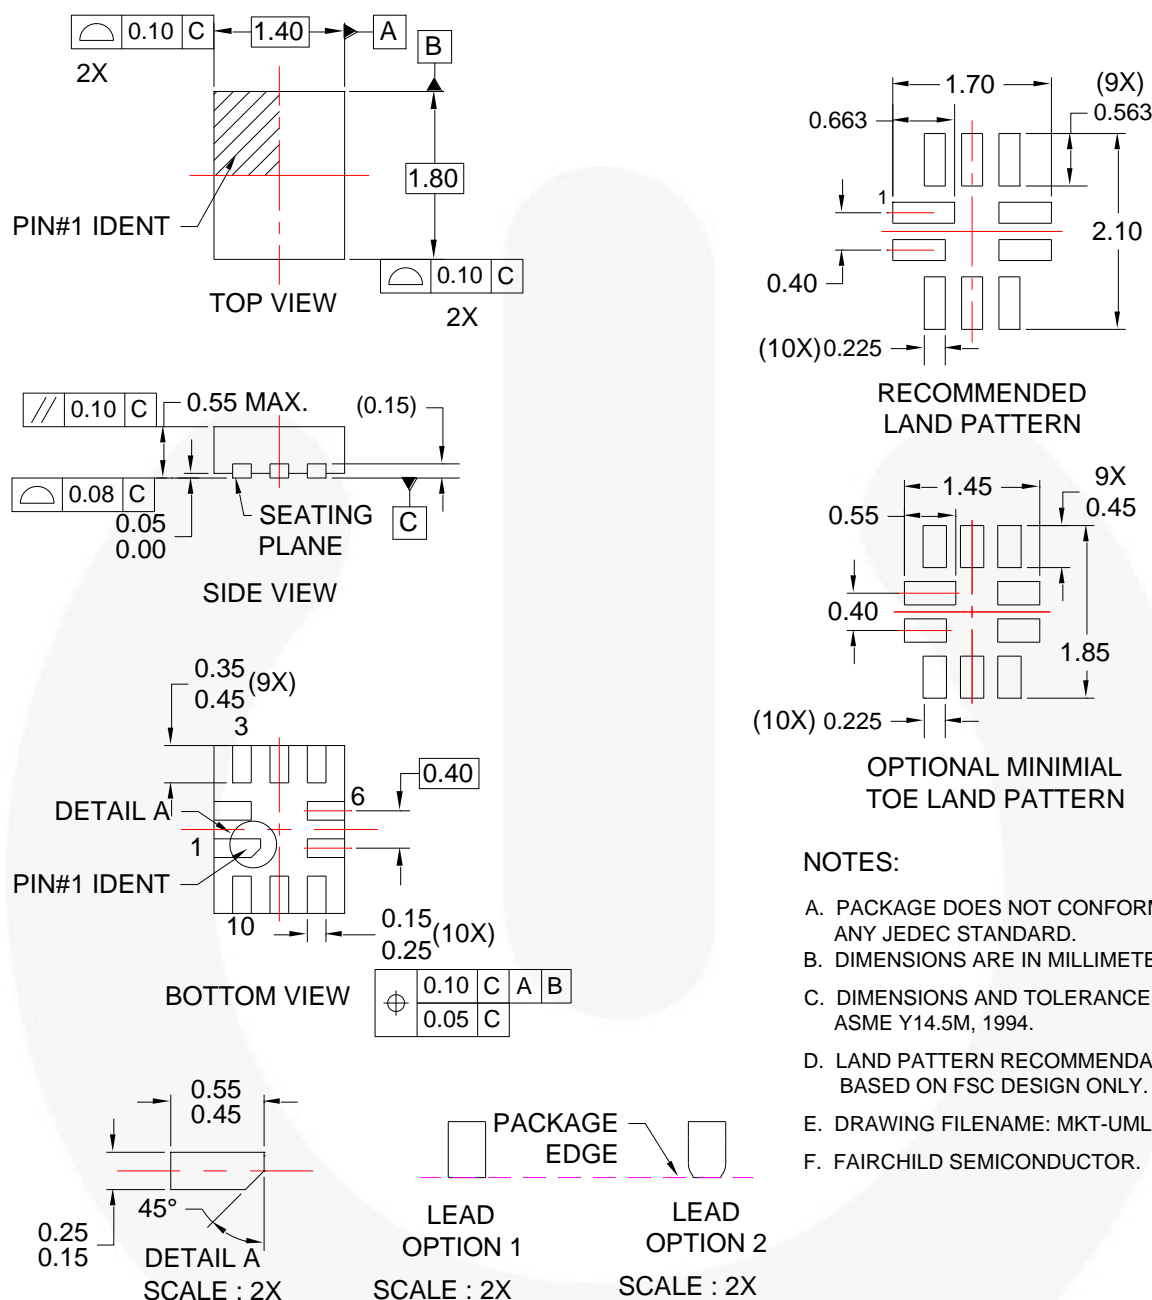 0.10 C
1.40
A
2X
B
1.80
PIN#1 IDENT
0.10 C
TOP VIEW
2X
1.70
(9X)
0.563
0.663
1
2.10
0.40
(10X) 0.225
RECOMMENDED
LAND PATTERN
// 0.10 C
0.55 MAX.
(0.15)
0.08 C
0.05
0.00
SEATING
PLANE
C
SIDE VIEW
1.45
9X
0.45
0.55
0.40
1.85
(10X) 0.225
OPTIONAL MINIMIAL
TOE LAND PATTERN
0.35
0.45 (9X)
3
0.40
6
DETAIL A
1
PIN#1 IDENT
10
0.15
0.25 (10X)
BOTTOM VIEW
0.10 C A B
0.05 C
NOTES:
A. PACKAGE DOES NOT CONFORM
ANY JEDEC STANDARD.
B. DIMENSIONS ARE IN MILLIMETE
C. DIMENSIONS AND TOLERANCE
ASME Y14.5M, 1994.
D. LAND PATTERN RECOMMENDA
BASED ON FSC DESIGN ONLY.
E. DRAWING FILENAME: MKT-UML
F. FAIRCHILD SEMICONDUCTOR.
0.55
0.45
45°
0.25
0.15
DETAIL A
SCALE : 2X
PACKAGE
EDGE
LEAD
OPTION 1
SCALE : 2X
LEAD
OPTION 2
SCALE : 2X